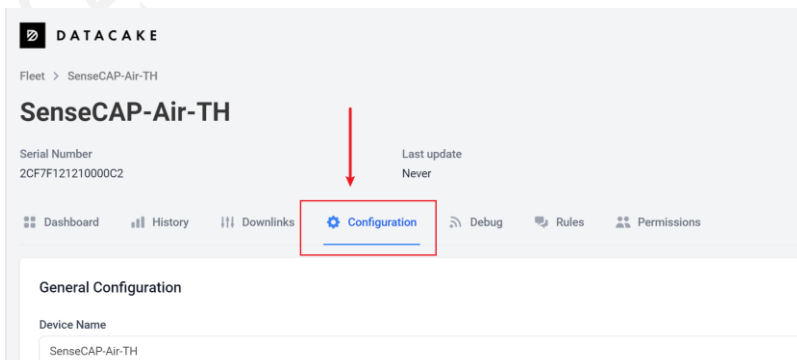 DATACAKE
Fleet > SenseCAP-Air-TH
SenseCAP-Air-TH
Serial Number Last update
2CF7F121210000C2 Never
Dashboard History Downlinks Configuration Debug Rules Permissions
General Configuration
Device Name
SenseCAP-Air-TH